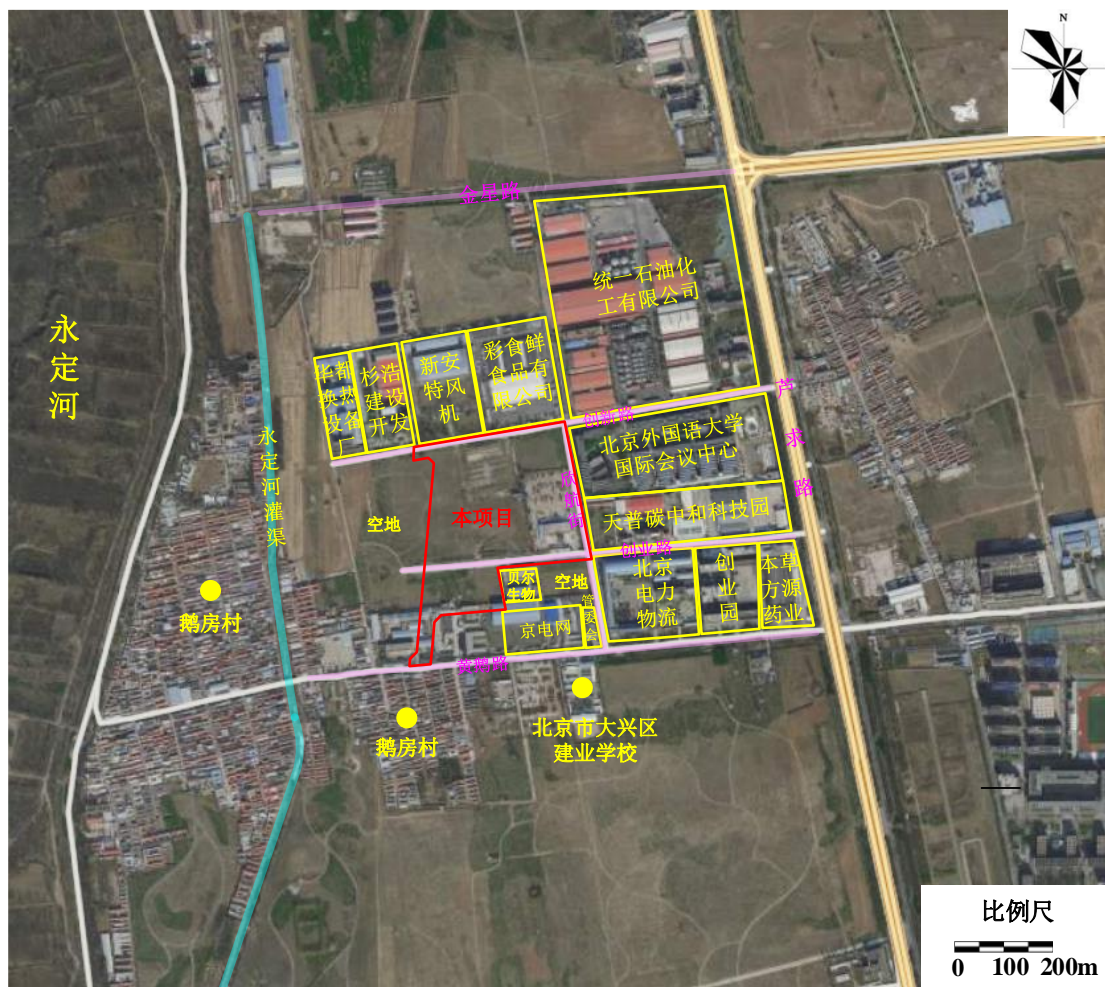 N
金星路
统一石油化
工有限公司
永
定
河
彩食鲜
食品有
限公司
新安
特风
机
杉浩
建设
开发
华都
换热
设备
厂
芦
求
路
创新路
北京外国语大学
国际会议中心
永
定
河
灌
渠
欣
航
街
本项目
空地
天普碳中和科技园
创业路
贝尔
生物
空地
北京
电力
物流
创
业
园
本草
方源
药业
管
委
会
京电网
鹅房村
鹅房村
北京市大兴区
建业学校
比例尺
0 100 200m